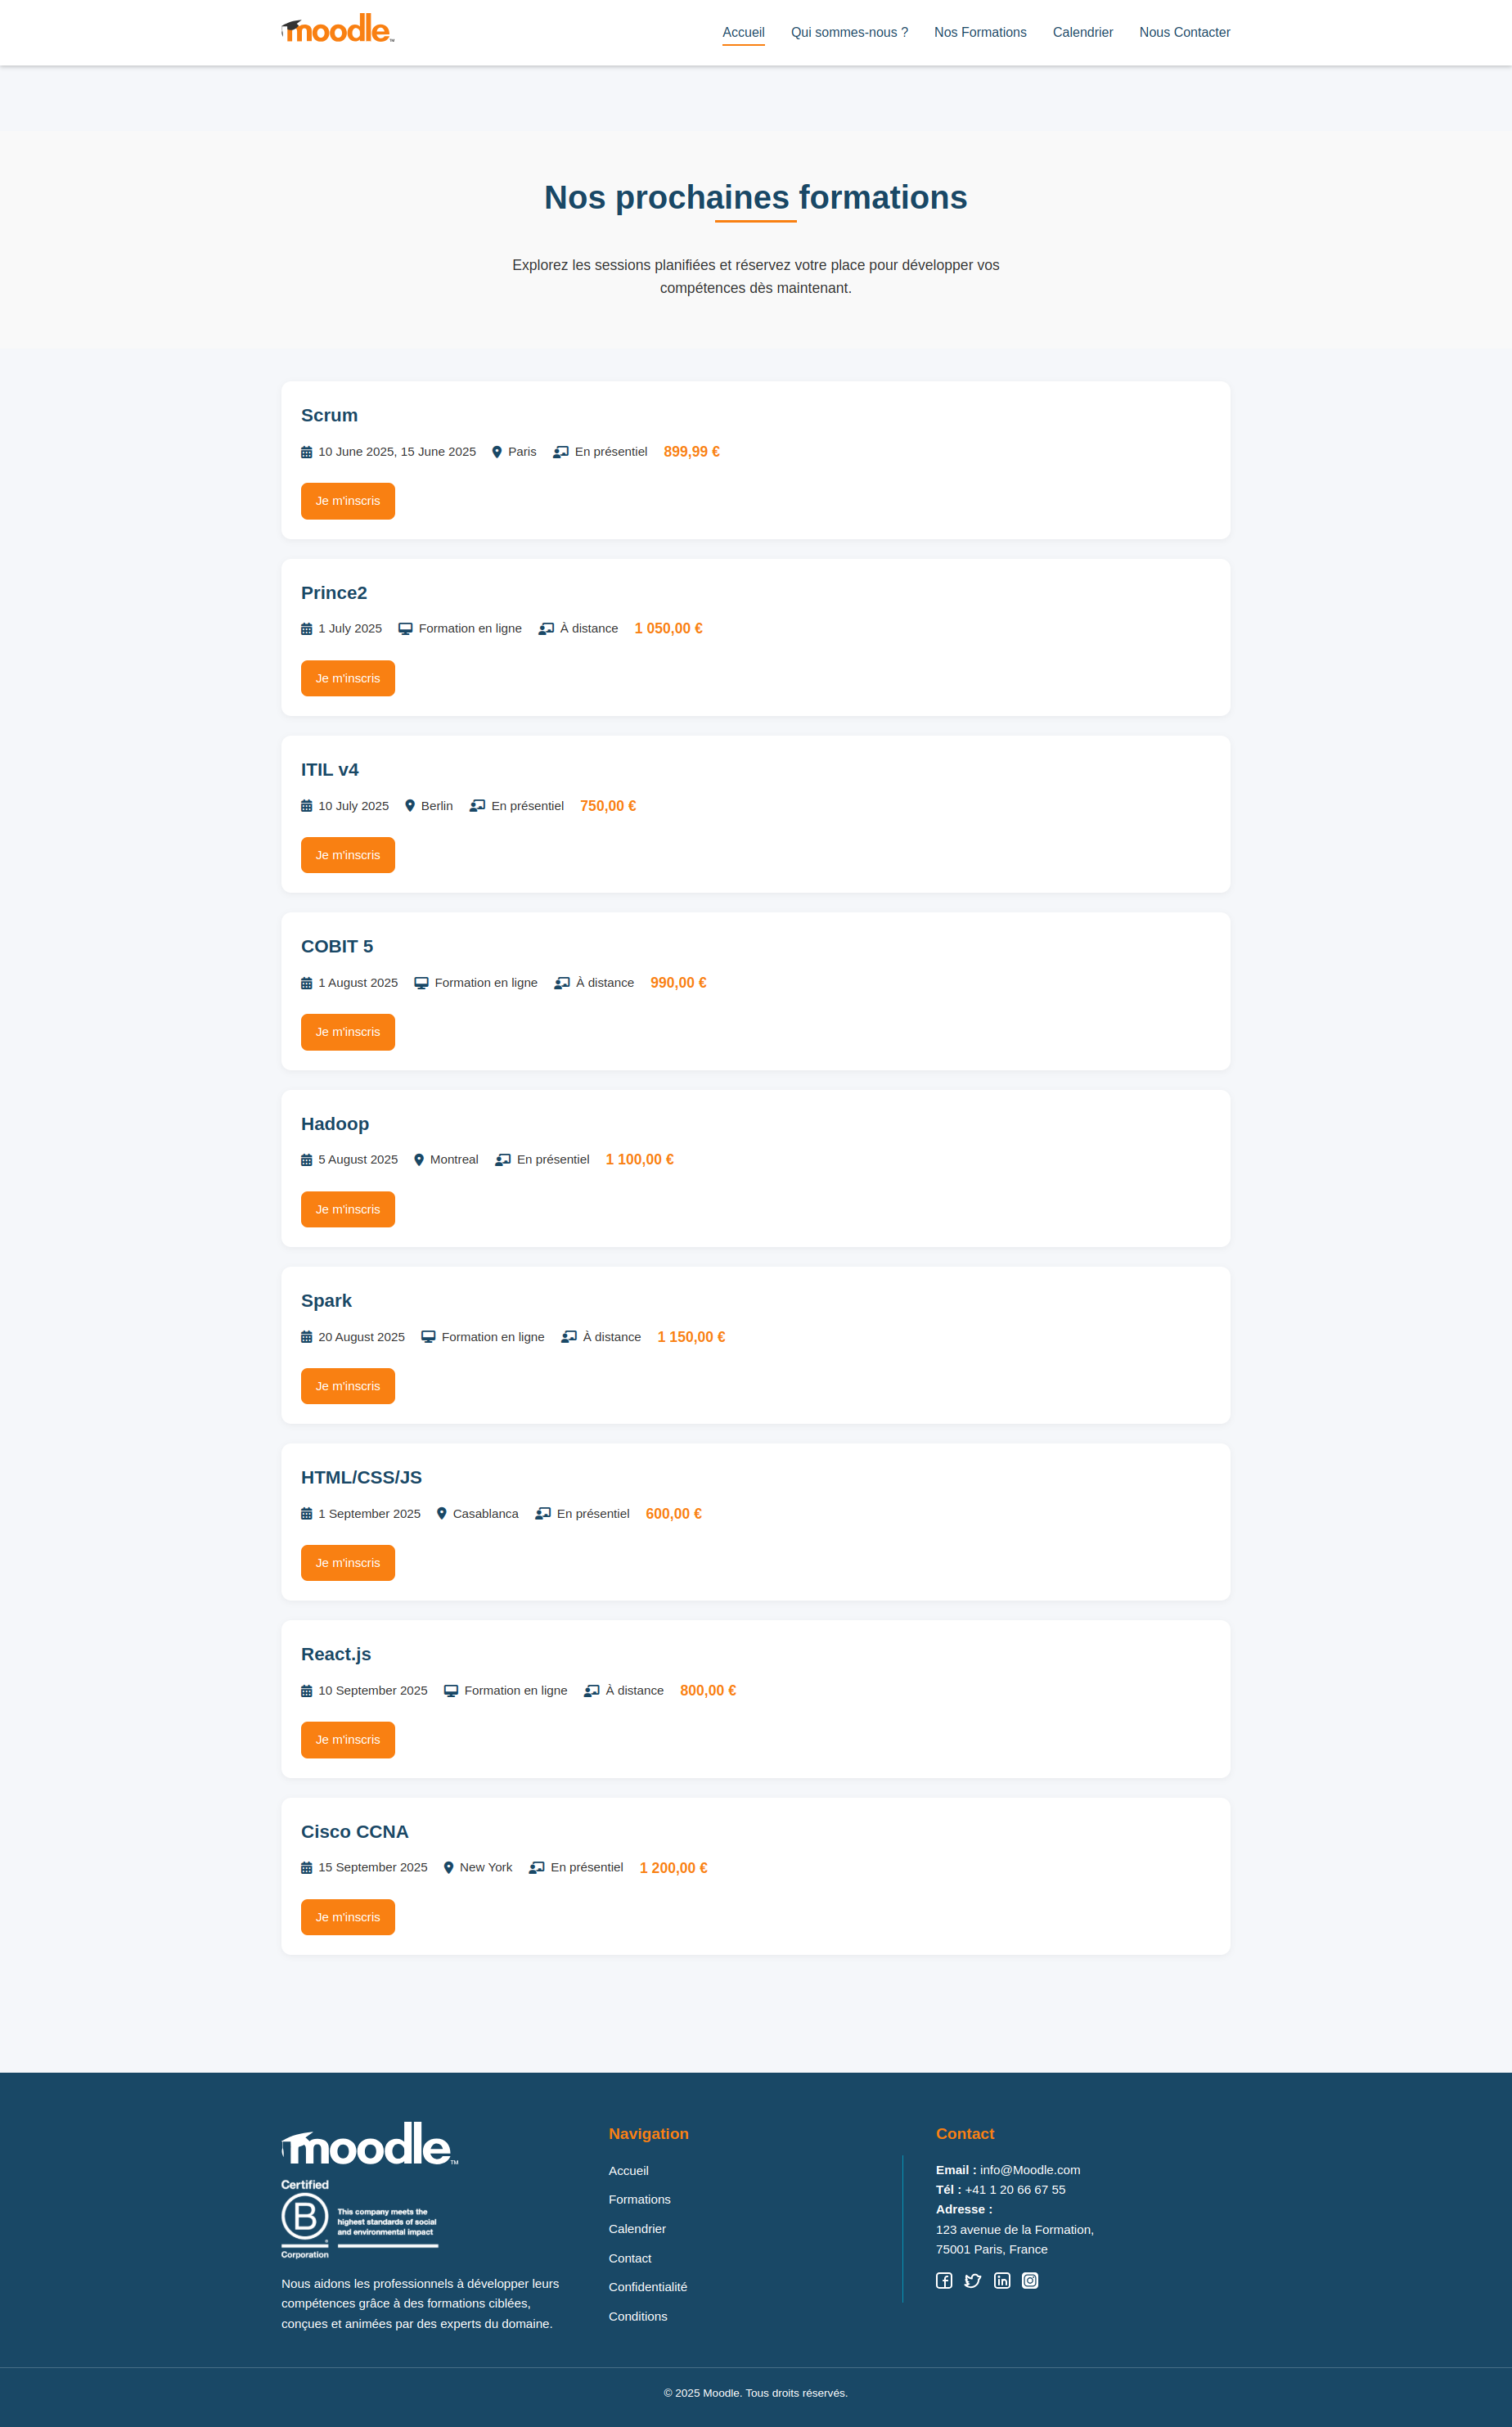 moodle™
Accueil Qui sommes-nous ? Nos Formations Calendrier Nous Contacter
Nos prochaines formations
Explorez les sessions planifiées et réservez votre place pour développer vos
compétences dès maintenant.
Scrum
10 June 2025, 15 June 2025 Paris En présentiel 899,99 €
Je m'inscris
Prince2
1 July 2025 Formation en ligne À distance 1 050,00 €
Je m'inscris
ITIL v4
10 July 2025 Berlin En présentiel 750,00 €
Je m'inscris
COBIT 5
1 August 2025 Formation en ligne À distance 990,00 €
Je m'inscris
Hadoop
5 August 2025 Montreal En présentiel 1 100,00 €
Je m'inscris
Spark
20 August 2025 Formation en ligne À distance 1 150,00 €
Je m'inscris
HTML/CSS/JS
1 September 2025 Casablanca En présentiel 600,00 €
Je m'inscris
React.js
10 September 2025 Formation en ligne À distance 800,00 €
Je m'inscris
Cisco CCNA
15 September 2025 New York En présentiel 1 200,00 €
Je m'inscris
moodle™
Certified
B
This company meets the
highest standards of social
and environmental impact
Corporation
Nous aidons les professionnels à développer leurs
compétences grâce à des formations ciblées,
conçues et animées par des experts du domaine.
Navigation
Accueil
Formations
Calendrier
Contact
Confidentialité
Conditions
Contact
Email : info@Moodle.com
Tél : +41 1 20 66 67 55
Adresse :
123 avenue de la Formation,
75001 Paris, France
© 2025 Moodle. Tous droits réservés.